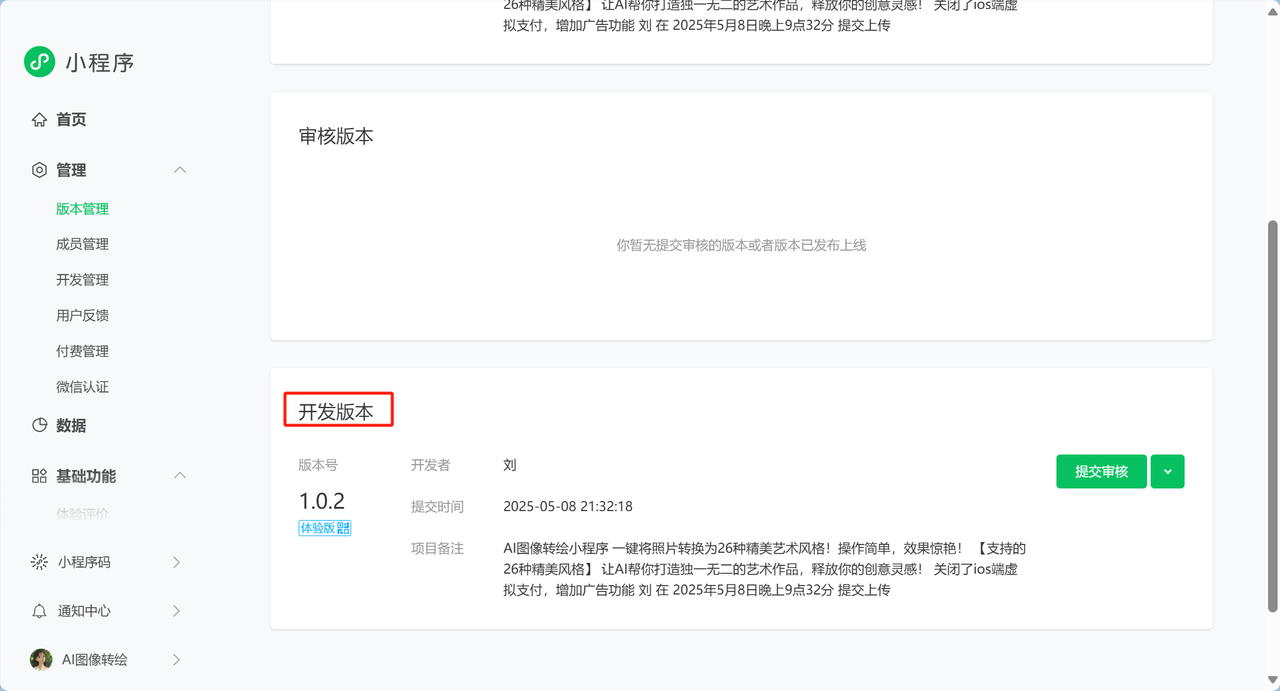 26种精美风格】 让AI帮你打造独一无二的艺术作品，释放你的创意灵感！ 关闭了ios端虚
拟支付，增加广告功能 刘 在 2025年5月8日晚上9点32分 提交上传
小程序
首页
管理
版本管理
成员管理
开发管理
用户反馈
付费管理
微信认证
数据
基础功能
体验评价
小程序码
通知中心
AI图像转绘
审核版本
你暂无提交审核的版本或者版本已发布上线
开发版本
版本号
1.0.2
体验版
开发者
刘
提交时间
2025-05-08 21:32:18
项目备注
AI图像转绘小程序 一键将照片转换为26种精美艺术风格！操作简单，效果惊艳！ 【支持的
26种精美风格】 让AI帮你打造独一无二的艺术作品，释放你的创意灵感！ 关闭了ios端虚
拟支付，增加广告功能 刘 在 2025年5月8日晚上9点32分 提交上传
提交审核